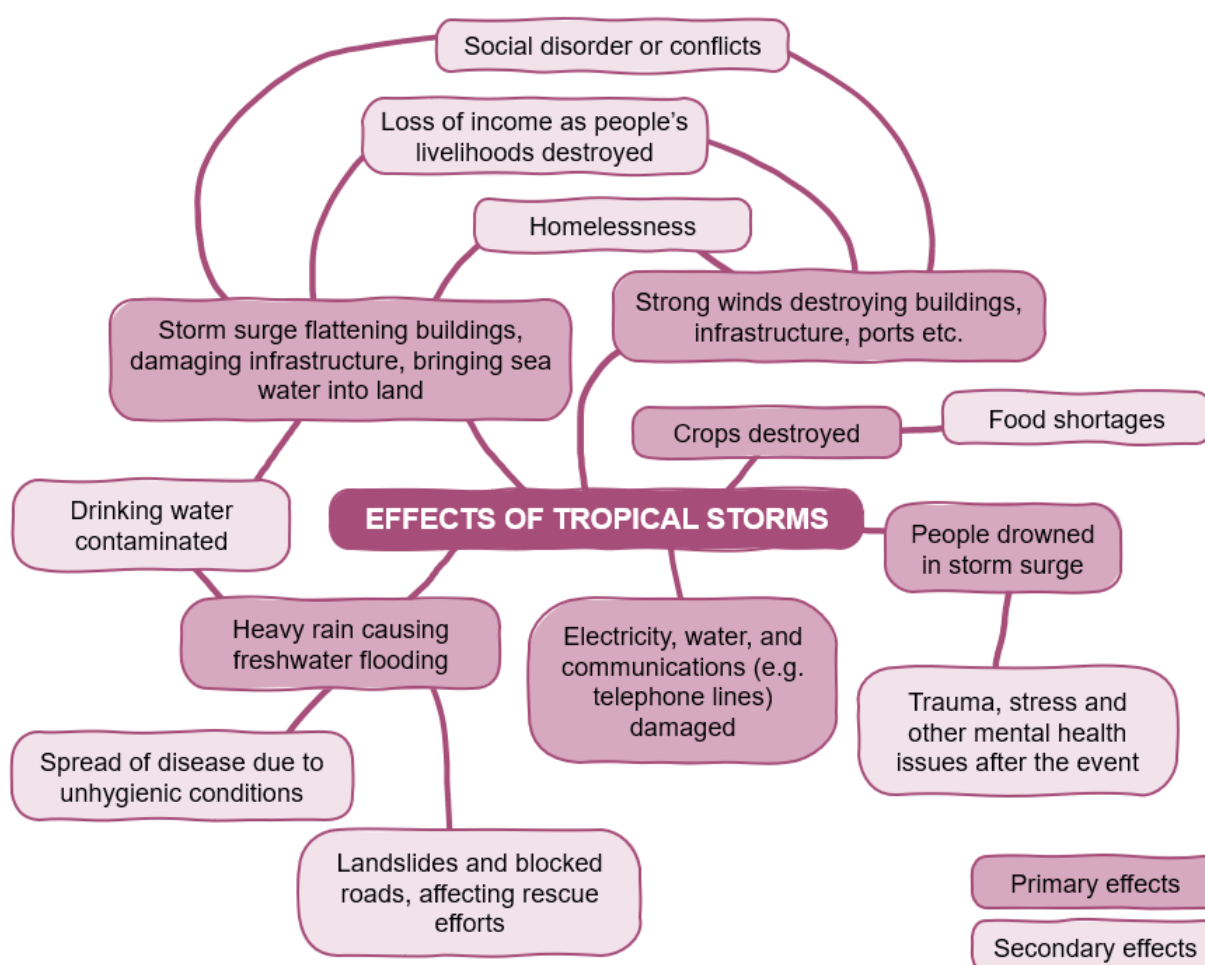 Social disorder or conflicts
Loss of income as people’s
livelihoods destroyed
Homelessness
Storm surge flattening buildings,
damaging infrastructure, bringing sea
water into land
Strong winds destroying buildings,
infrastructure, ports etc.
Crops destroyed
Food shortages
Drinking water
contaminated
EFFECTS OF TROPICAL STORMS
People drowned
in storm surge
Heavy rain causing
freshwater flooding
Electricity, water, and
communications (e.g.
telephone lines)
damaged
Trauma, stress and
other mental health
issues after the event
Spread of disease due to
unhygienic conditions
Landslides and blocked
roads, affecting rescue
efforts
Primary effects
Secondary effects